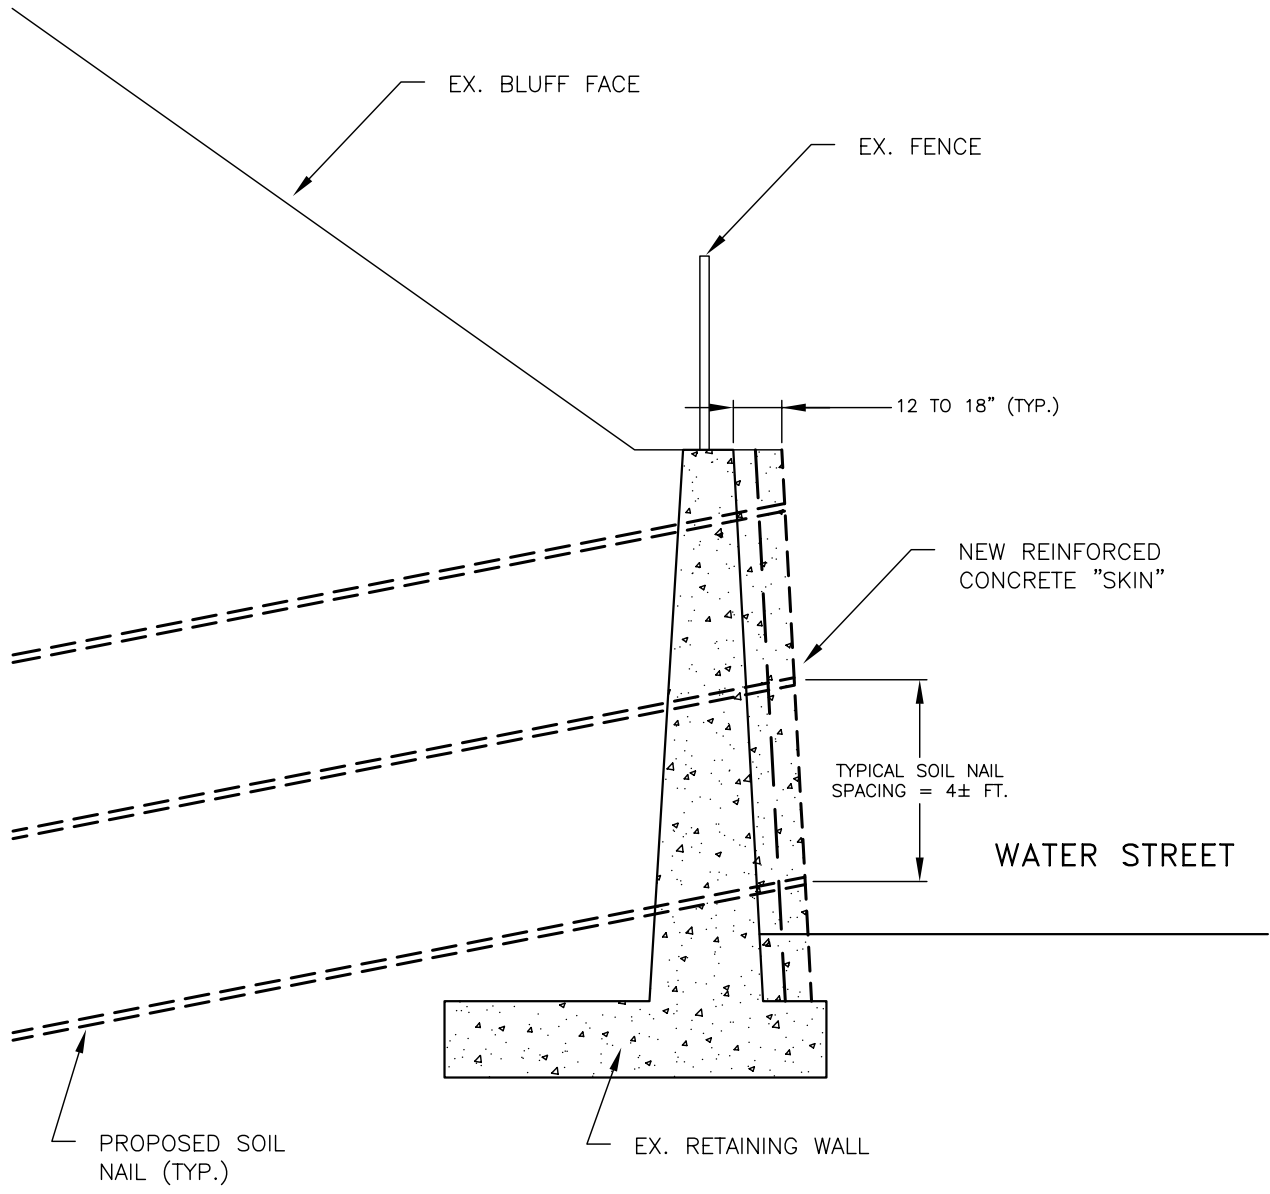 EX. BLUFF FACE
EX. FENCE
12 TO 18" (TYP.)
NEW REINFORCED
CONCRETE "SKIN"
TYPICAL SOIL NAIL
SPACING = 4± FT.
WATER STREET
PROPOSED SOIL
NAIL (TYP.)
EX. RETAINING WALL